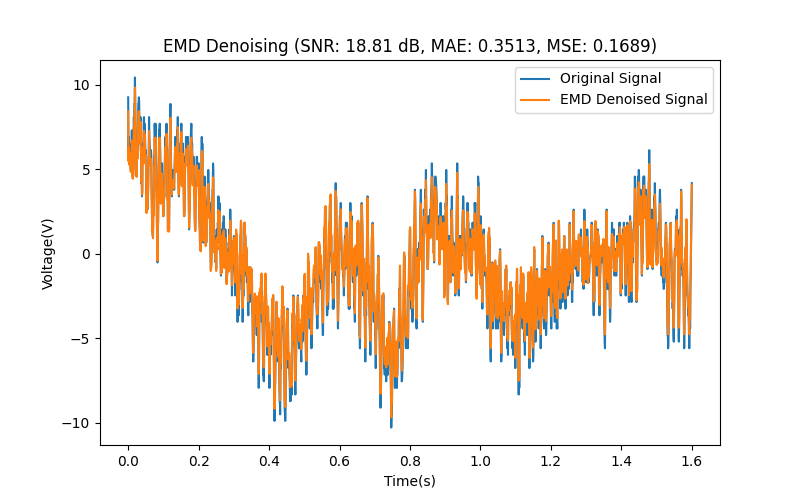 EMD Denoising (SNR: 18.81 dB, MAE: 0.3513, MSE: 0.1689)
Original Signal
EMD Denoised Signal
10
5
0
−5
−10
Voltage(V)
0.0 0.2 0.4 0.6 0.8 1.0 1.2 1.4 1.6
Time(s)